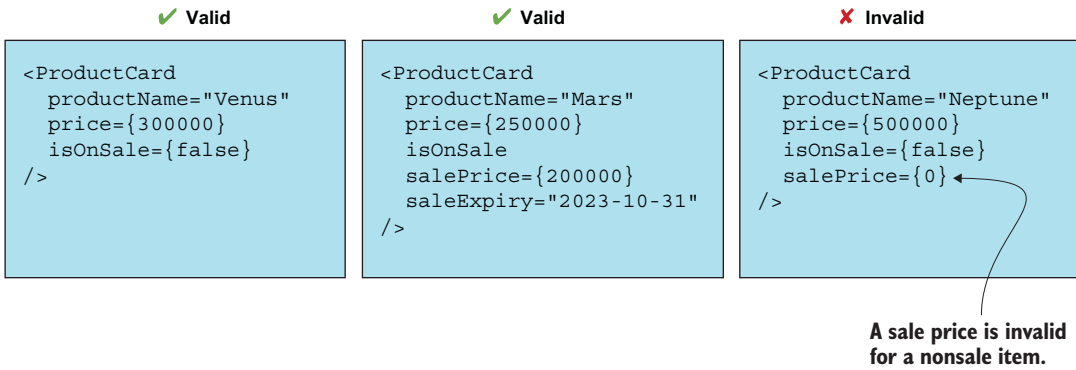 ✔ Valid
<ProductCard
  productName="Venus"
  price={300000}
  isOnSale={false}
/>
✔ Valid
<ProductCard
  productName="Mars"
  price={250000}
  isOnSale
  salePrice={200000}
  saleExpiry="2023-10-31"
/>
✘ Invalid
<ProductCard
  productName="Neptune"
  price={500000}
  isOnSale={false}
  salePrice={0}
/>
A sale price is invalid
for a nonsale item.